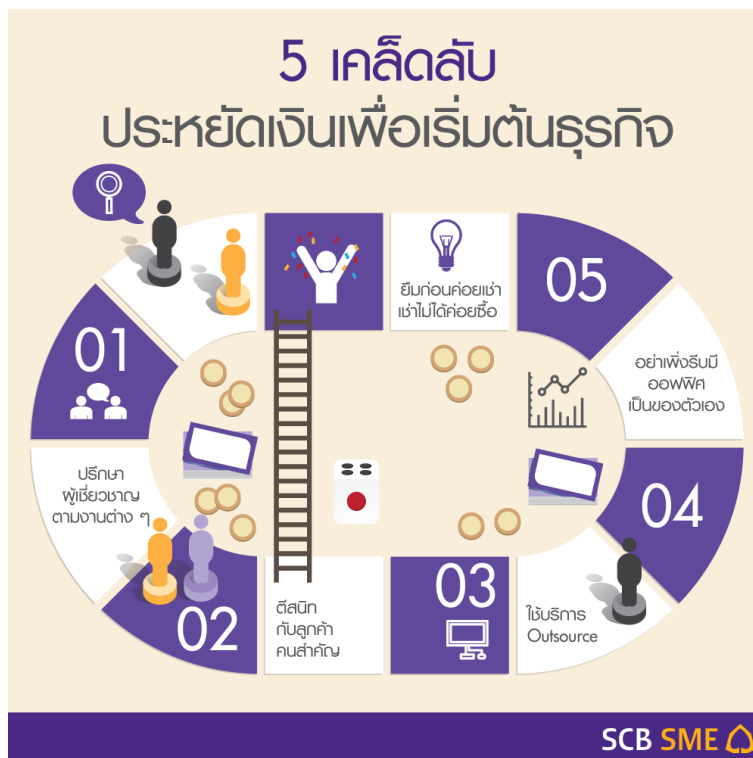 5 เคล็ดลับ
ประหยัดเงินเพื่อเริ่มต้นธุรกิจ
01
ปรึกษา
ผู้เชี่ยวชาญ
ตามงานต่าง ๆ
02
ตีสนิท
กับลูกค้า
คนสำคัญ
03
ใช้บริการ
Outsource
04
อย่าเพิ่งรีบมี
ออฟฟิศ
เป็นของตัวเอง
05
ยืมก่อนค่อยเช่า
เช่าไม่ได้ค่อยซื้อ
SCB SME